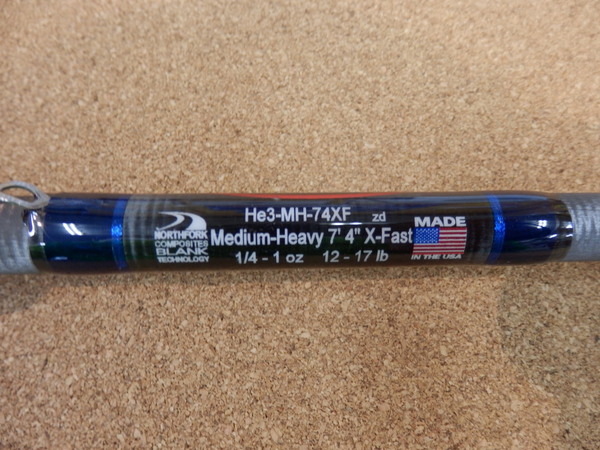 NORTHFORK
COMPOSITES
BLANK
TECHNOLOGY
He3-MH-74XF zd
Medium-Heavy 7' 4" X-Fast
1/4 - 1 oz 12 - 17 lb
MADE
IN THE USA